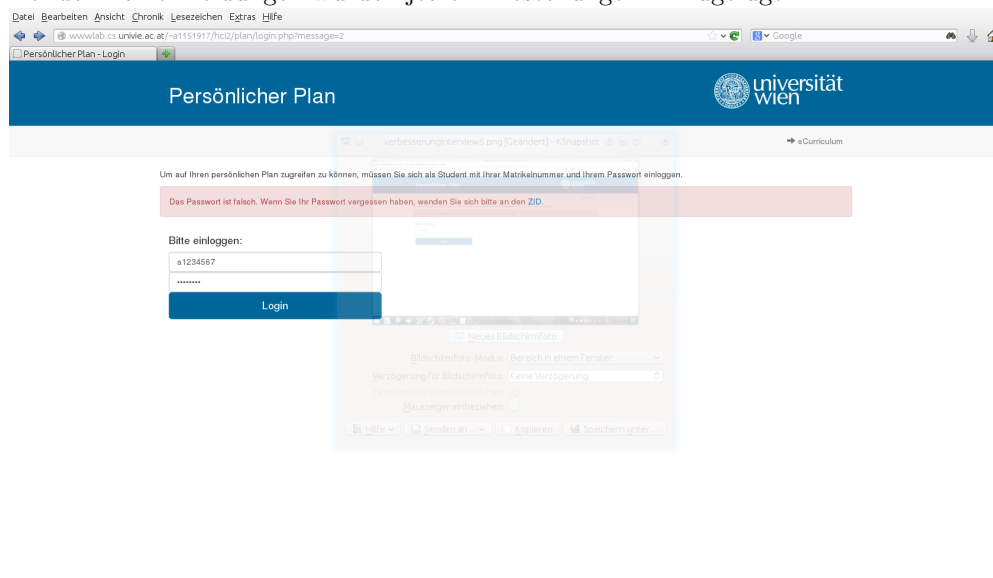 Datei Bearbeiten Ansicht Chronik Lesezeichen Extras Hilfe
wwwlab.cs.univie.ac.at/~a1151917/hci2/plan/login.php?message=2
Google
Persönlicher Plan - Login
Persönlicher Plan
universität
wien
verbesserungInterview5.png [Geändert] – KSnapshot
eCurriculum
Um auf Ihren persönlichen Plan zugreifen zu können, müssen Sie sich als Student mit Ihrer Matrikelnummer und Ihrem Passwort einloggen.
Das Passwort ist falsch. Wenn Sie Ihr Passwort vergessen haben, wenden Sie sich bitte an den ZID.
Bitte einloggen:
a1234567
••••••••
Login
Neues Bildschirmfoto
Bildschirmfoto-Modus: Bereich in einem Fenster
Verzögerung für Bildschirmfoto: Keine Verzögerung
Mauszeiger einbeziehen:
Hilfe Senden an... Kopieren Speichern unter...